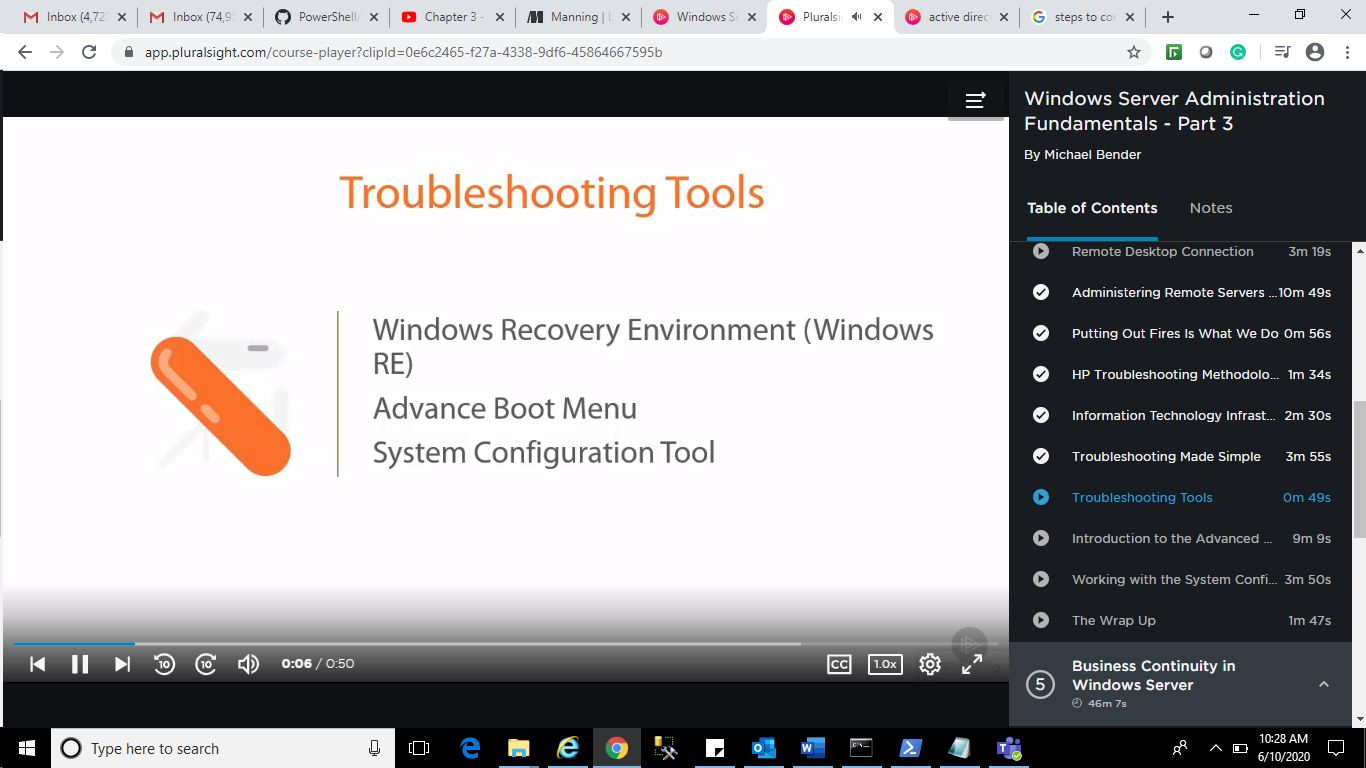 Inbox (4,727
Inbox (74,9
PowerShell/
Chapter 3 -
Manning | L
Windows Se
Pluralsi
active direc
steps to cor
app.pluralsight.com/course-player?clipId=0e6c2465-f27a-4338-9df6-45864667595b
Troubleshooting Tools
Windows Recovery Environment (Windows
RE)
Advance Boot Menu
System Configuration Tool
10
10
0:06 / 0:50
CC
1.0x
Windows Server Administration
Fundamentals - Part 3
By Michael Bender
Table of Contents
Notes
Remote Desktop Connection 3m 19s
Administering Remote Servers ... 10m 49s
Putting Out Fires Is What We Do 0m 56s
HP Troubleshooting Methodolo... 1m 34s
Information Technology Infrast... 2m 30s
Troubleshooting Made Simple 3m 55s
Troubleshooting Tools 0m 49s
Introduction to the Advanced ... 9m 9s
Working with the System Confi... 3m 50s
The Wrap Up 1m 47s
5
Business Continuity in
Windows Server
46m 7s
Type here to search
10:28 AM
6/10/2020